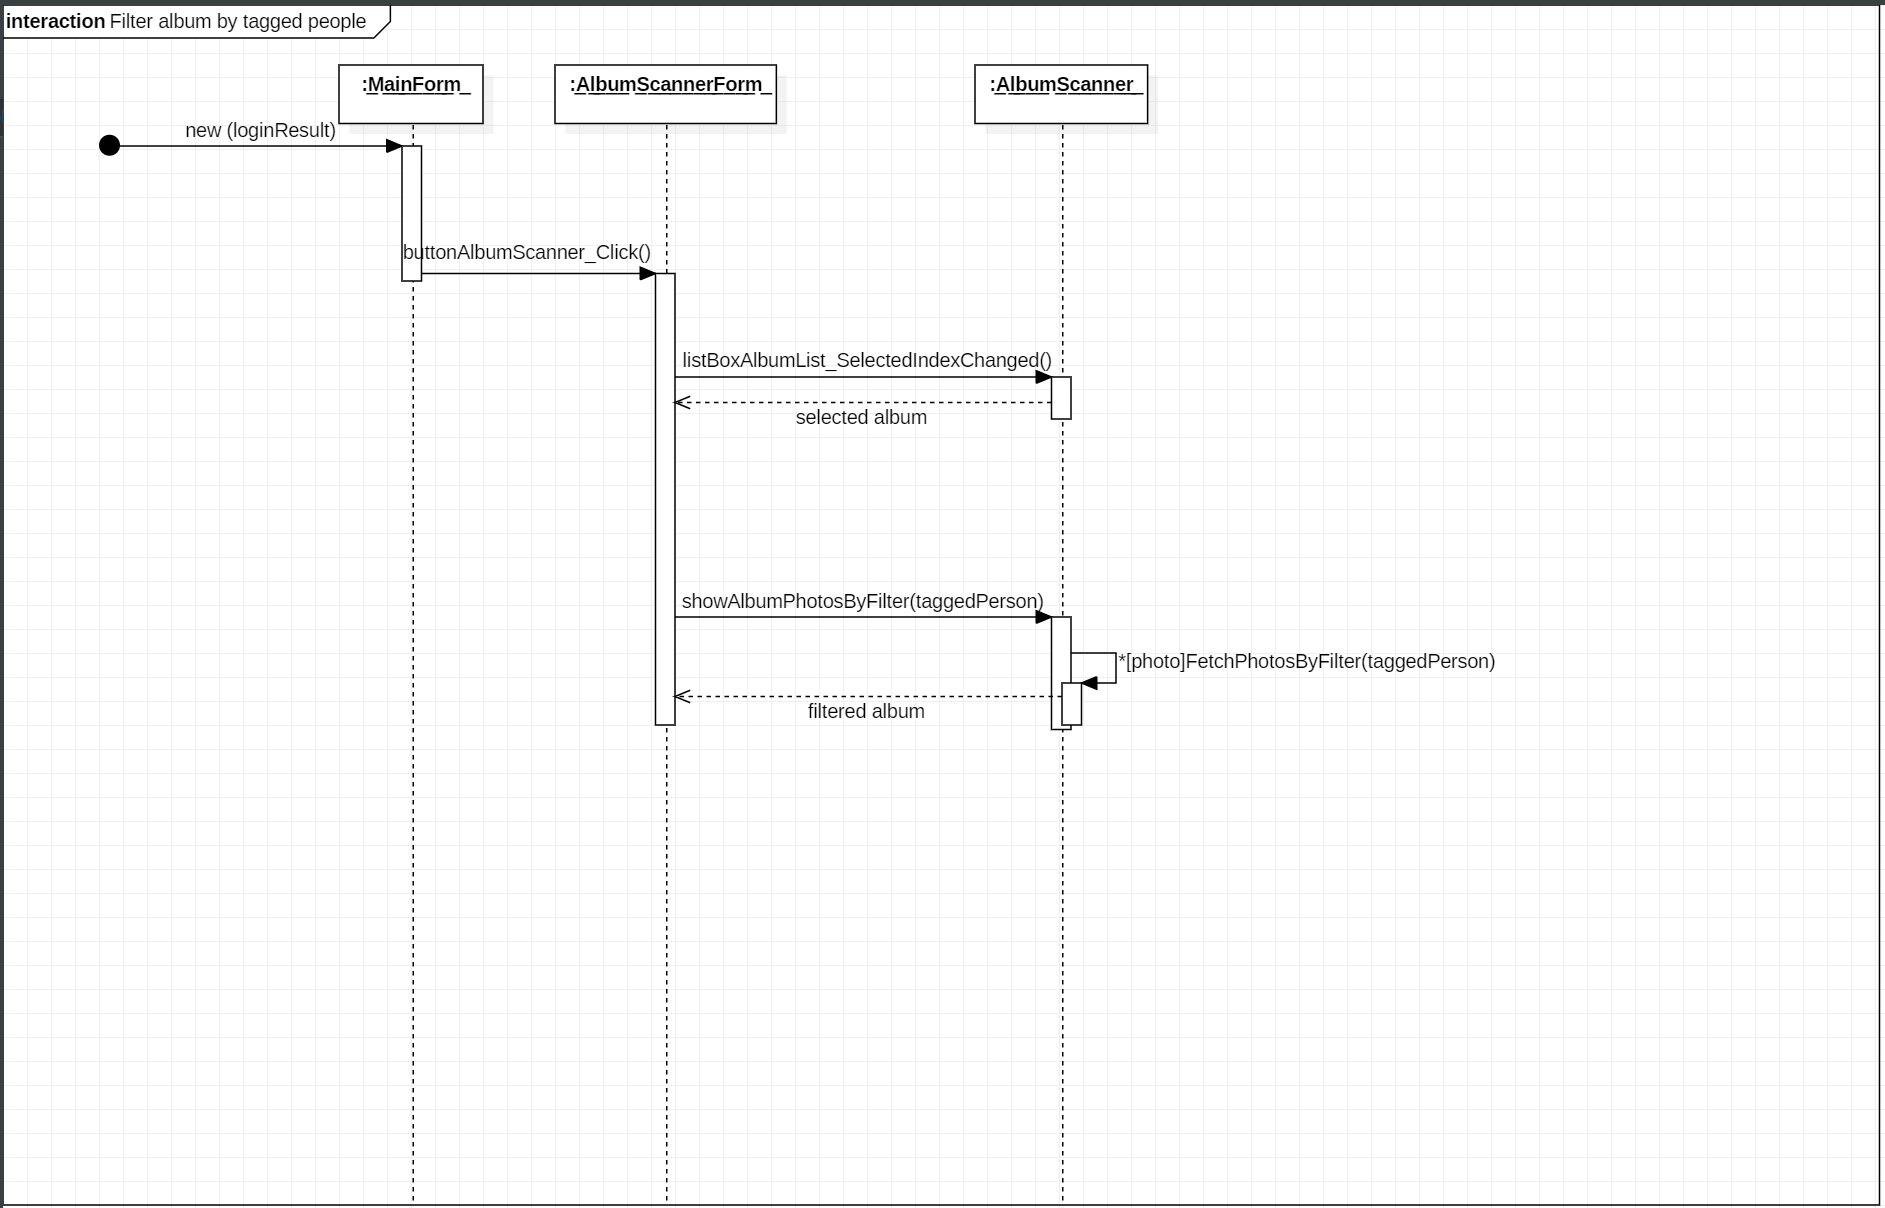 interaction Filter album by tagged people
:MainForm_
:AlbumScannerForm_
:AlbumScanner_
new (loginResult)
buttonAlbumScanner_Click()
listBoxAlbumList_SelectedIndexChanged()
selected album
showAlbumPhotosByFilter(taggedPerson)
*[photo]FetchPhotosByFilter(taggedPerson)
filtered album